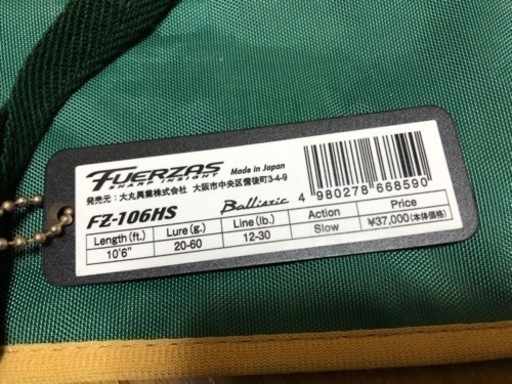 FUERZAS
SHARP INSIGHT
Made in Japan
発売元:大丸興業株式会社 大阪市中央区備後町3-4-9
FZ-106HS Ballistic
4 980278 668590
Length(ft.) Lure(g.) Line(lb.) Action Price
10'6" 20-60 12-30 Slow ¥37,000(本体価格)